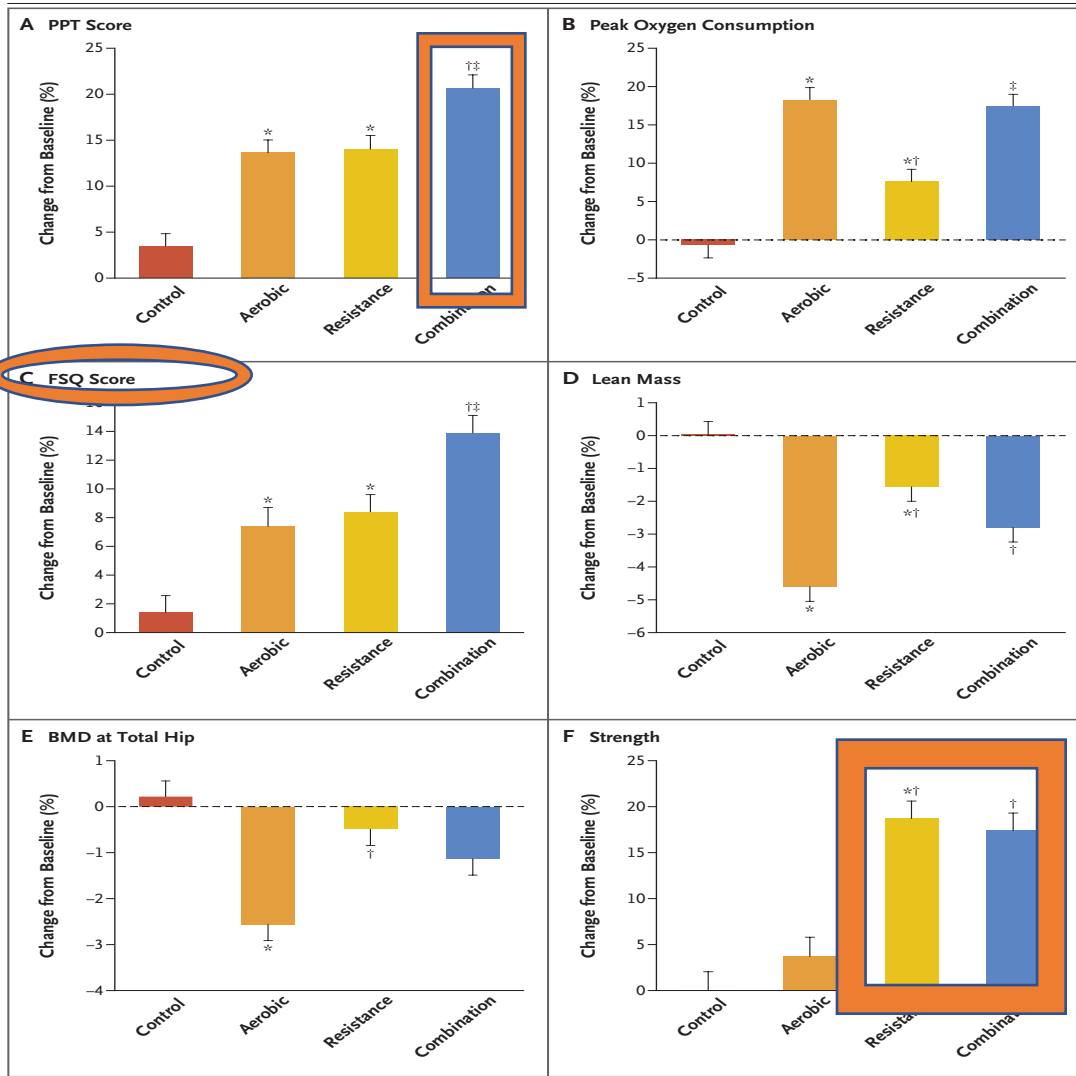 A PPT Score
Change from Baseline (%)
25
20
15
10
5
0
*
*
†‡
Control
Aerobic
Resistance
Combination
B Peak Oxygen Consumption
Change from Baseline (%)
25
20
15
10
5
0
−5
*
*†
‡
Control
Aerobic
Resistance
Combination
C FSQ Score
Change from Baseline (%)
14
12
10
8
6
4
2
0
*
*
†‡
Control
Aerobic
Resistance
Combination
D Lean Mass
Change from Baseline (%)
1
0
−1
−2
−3
−4
−5
−6
*
*†
†
Control
Aerobic
Resistance
Combination
E BMD at Total Hip
Change from Baseline (%)
1
0
−1
−2
−3
−4
*
†
Control
Aerobic
Resistance
Combination
F Strength
Change from Baseline (%)
25
20
15
10
5
0
*†
†
Control
Aerobic